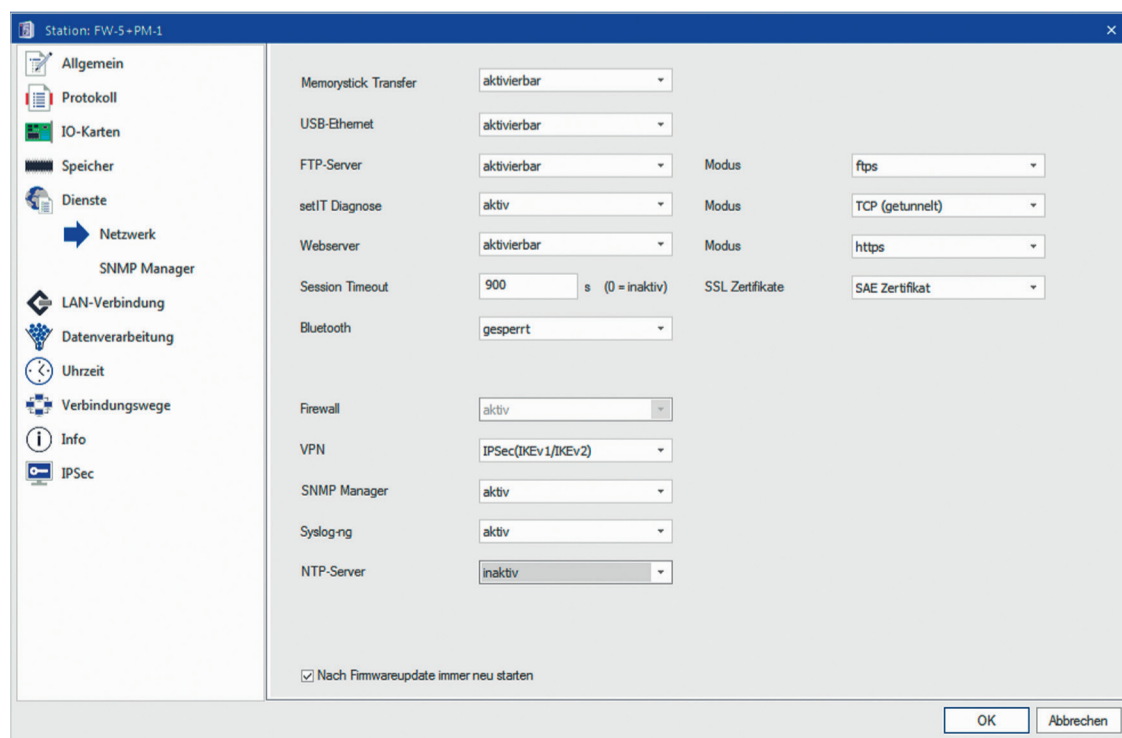 Station: FW-5+PM-1
Allgemein
Protokoll
IO-Karten
Speicher
Dienste
Netzwerk
SNMP Manager
LAN-Verbindung
Datenverarbeitung
Uhrzeit
Verbindungswege
Info
IPSec
Memorystick Transfer aktivierbar
USB-Ethernet aktivierbar
FTP-Server aktivierbar Modus ftps
setIT Diagnose aktiv Modus TCP (getunnelt)
Webserver aktivierbar Modus https
Session Timeout 900 s (0 = inaktiv) SSL Zertifikate SAE Zertifikat
Bluetooth gesperrt
Firewall aktiv
VPN IPSec(IKEv1/IKEv2)
SNMP Manager aktiv
Syslog-ng aktiv
NTP-Server inaktiv
Nach Firmwareupdate immer neu starten
OK Abbrechen